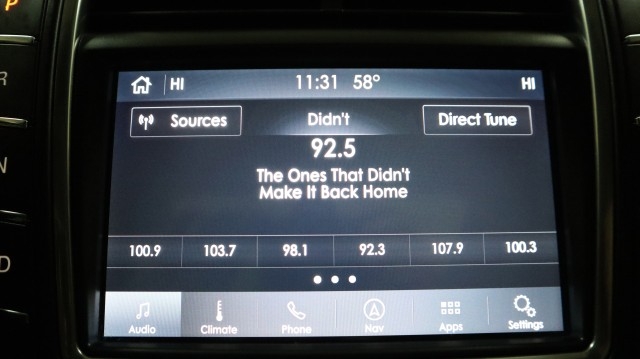 P
R
N
D
HI 11:31 58° HI
Sources Didn't Direct Tune
92.5
The Ones That Didn't
Make It Back Home
100.9 103.7 98.1 92.3 107.9 100.3
Audio Climate Phone Nav Apps Settings